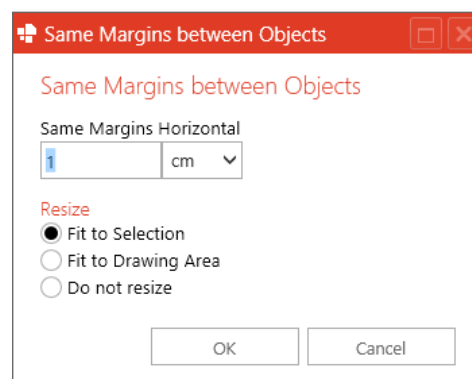 Same Margins between Objects
Same Margins between Objects
Same Margins Horizontal
1 cm
Resize
Fit to Selection
Fit to Drawing Area
Do not resize
OK Cancel